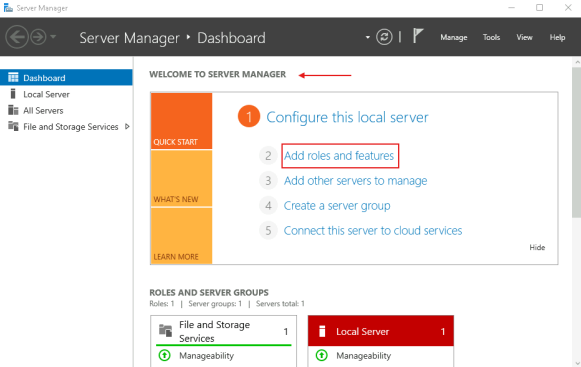 Server Manager
Server Manager • Dashboard
Manage Tools View Help
Dashboard
Local Server
All Servers
File and Storage Services
WELCOME TO SERVER MANAGER
QUICK START
WHAT'S NEW
LEARN MORE
1 Configure this local server
2 Add roles and features
3 Add other servers to manage
4 Create a server group
5 Connect this server to cloud services
Hide
ROLES AND SERVER GROUPS
Roles: 1 | Server groups: 1 | Servers total: 1
File and Storage
Services
1
Manageability
Local Server 1
Manageability